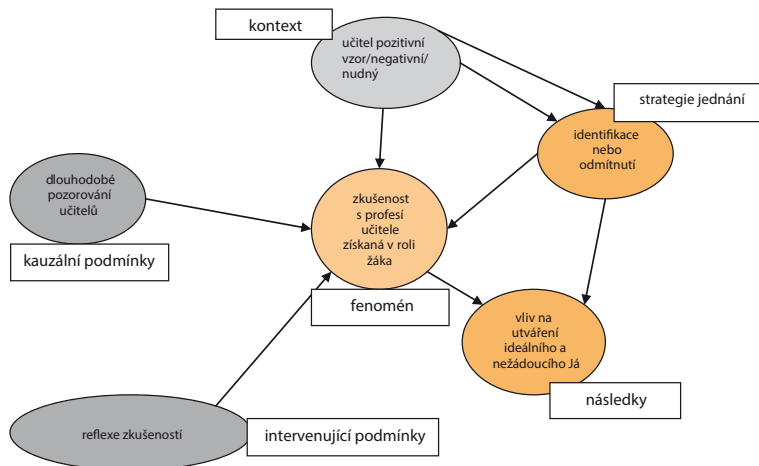 kontext
učitel pozitivní
vzor/negativní/
nudný
strategie jednání
identifikace
nebo
odmítnutí
dlouhodobé
pozorování
učitelů
kauzální podmínky
zkušenost
s profesí
učitele
získaná v roli
žáka
fenomén
vliv na
utváření
ideálního a
nežádoucího Já
následky
reflexe zkušeností
intervenující podmínky